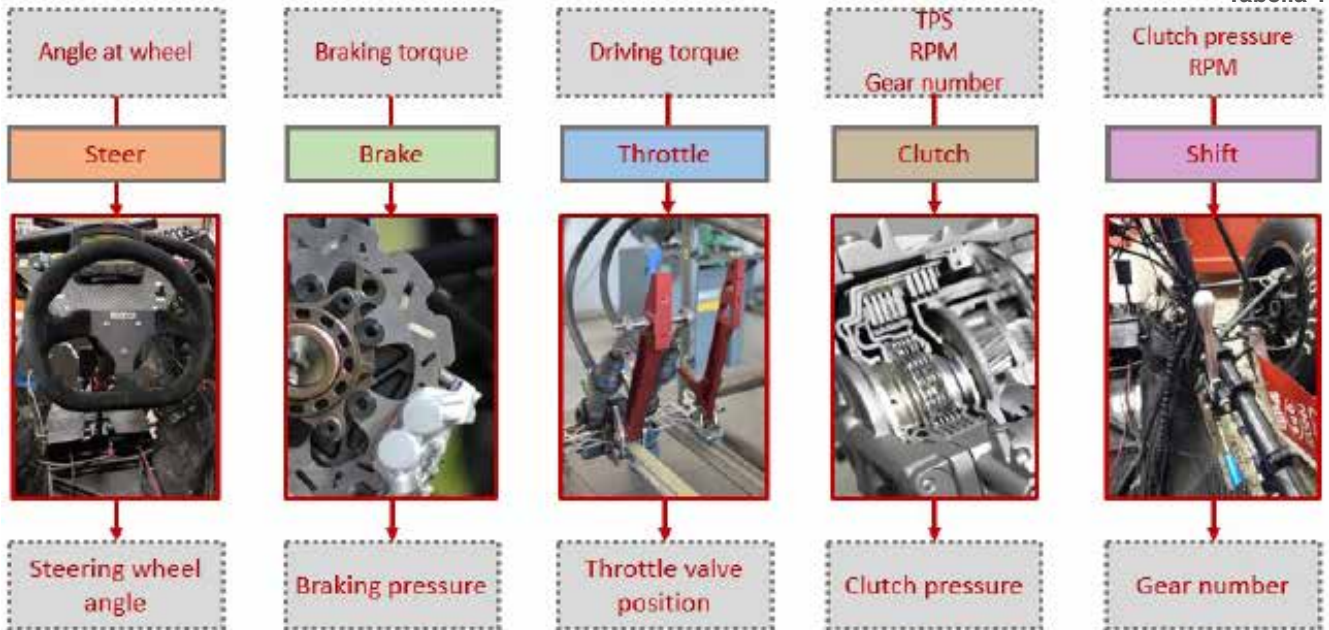 Angle at wheel
Braking torque
Driving torque
TPS
RPM
Gear number
Clutch pressure
RPM
Steer
Brake
Throttle
Clutch
Shift
Steering wheel
angle
Braking pressure
Throttle valve
position
Clutch pressure
Gear number